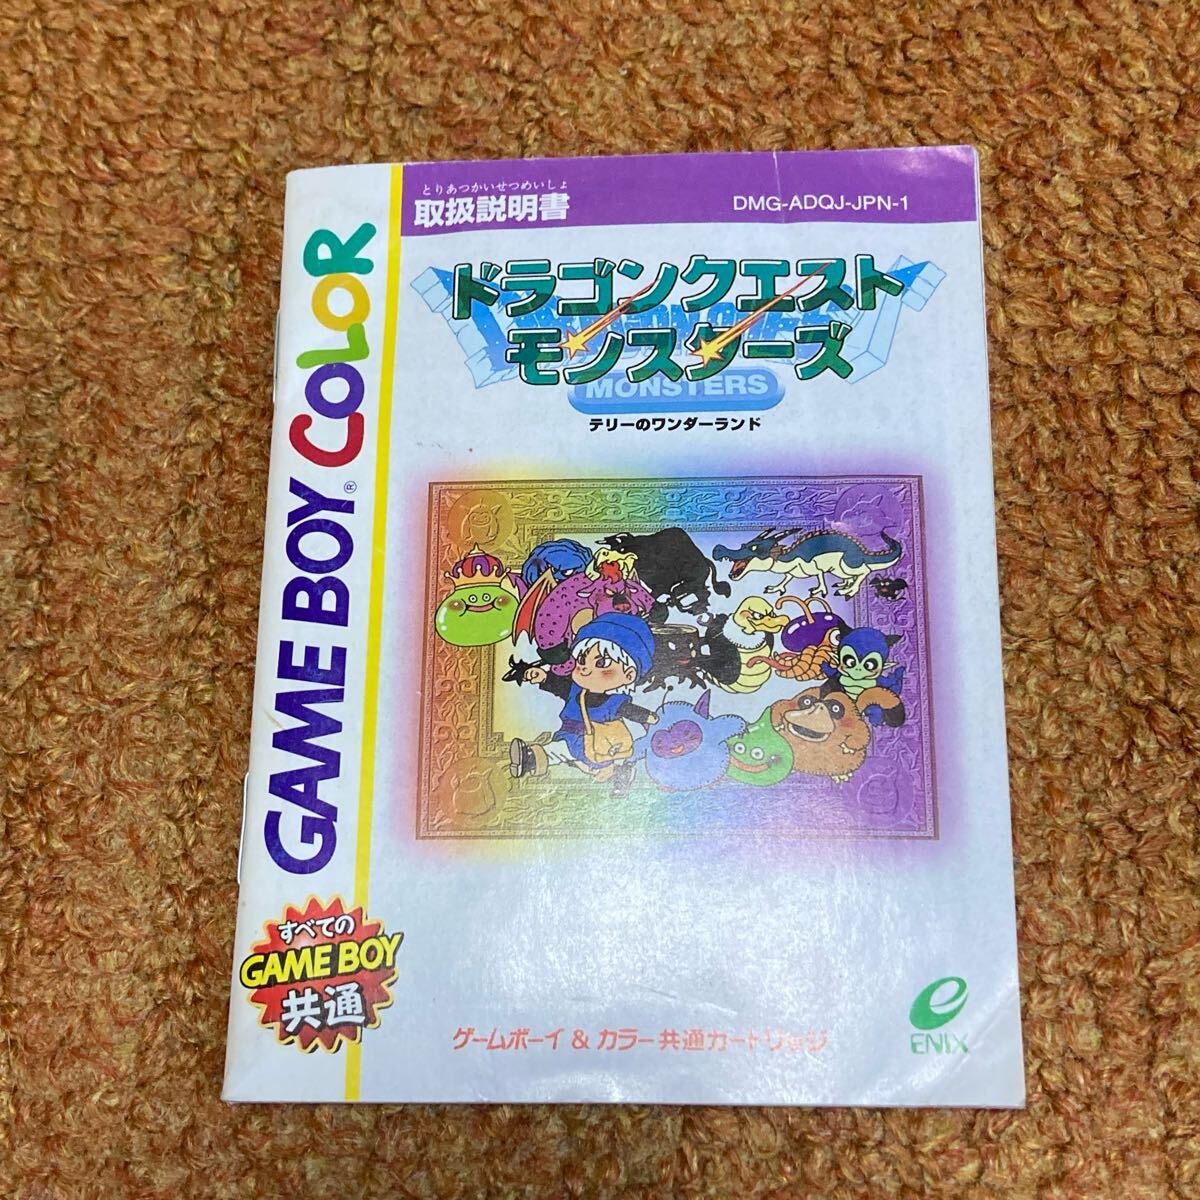 とりあつかいせつめいしょ
取扱説明書
DMG-ADQJ-JPN-1
ドラゴンクエスト
モンスターズ
MONSTERS
テリーのワンダーランド
GAME BOY® COLOR
すべての
GAME BOY
共通
ゲームボーイ & カラー共通カートリッジ
ENIX